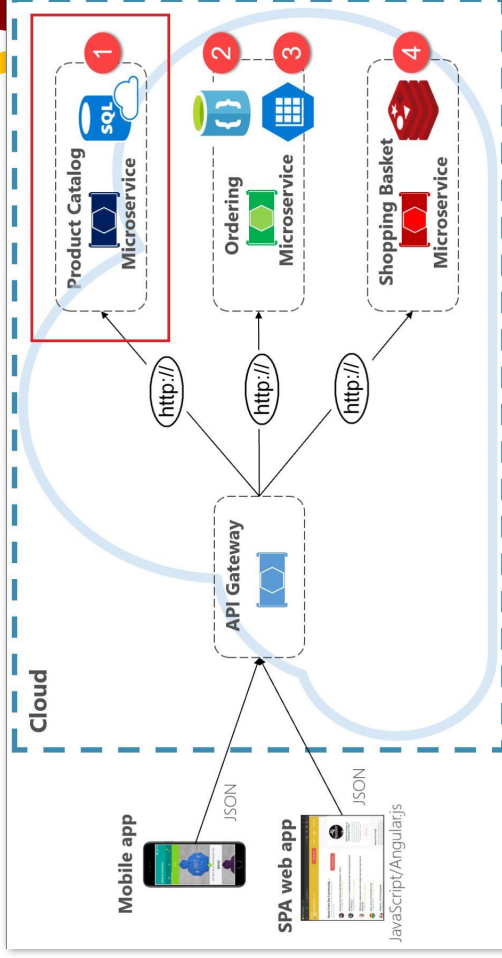 Cloud
Mobile app
JSON
SPA web app
JSON
JavaScript/Angular.js
API Gateway
http://
http://
http://
1
Product Catalog
SQL
Microservice
2
3
Ordering
{ }
Microservice
4
Shopping Basket
Microservice